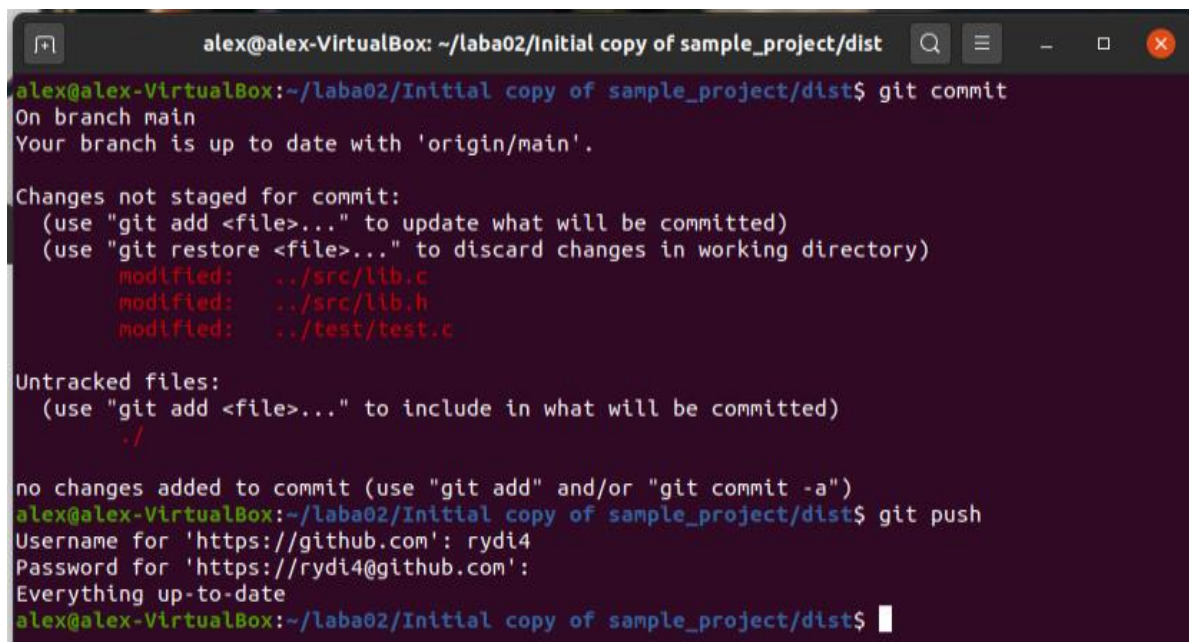 alex@alex-VirtualBox: ~/laba02/Initial copy of sample_project/dist
alex@alex-VirtualBox:~/laba02/Initial copy of sample_project/dist$ git commit
On branch main
Your branch is up to date with 'origin/main'.
Changes not staged for commit:
(use "git add <file>..." to update what will be committed)
(use "git restore <file>..." to discard changes in working directory)
modified: ../src/lib.c
modified: ../src/lib.h
modified: ../test/test.c
Untracked files:
(use "git add <file>..." to include in what will be committed)
./
no changes added to commit (use "git add" and/or "git commit -a")
alex@alex-VirtualBox:~/laba02/Initial copy of sample_project/dist$ git push
Username for 'https://github.com': rydi4
Password for 'https://rydi4@github.com':
Everything up-to-date
alex@alex-VirtualBox:~/laba02/Initial copy of sample_project/dist$